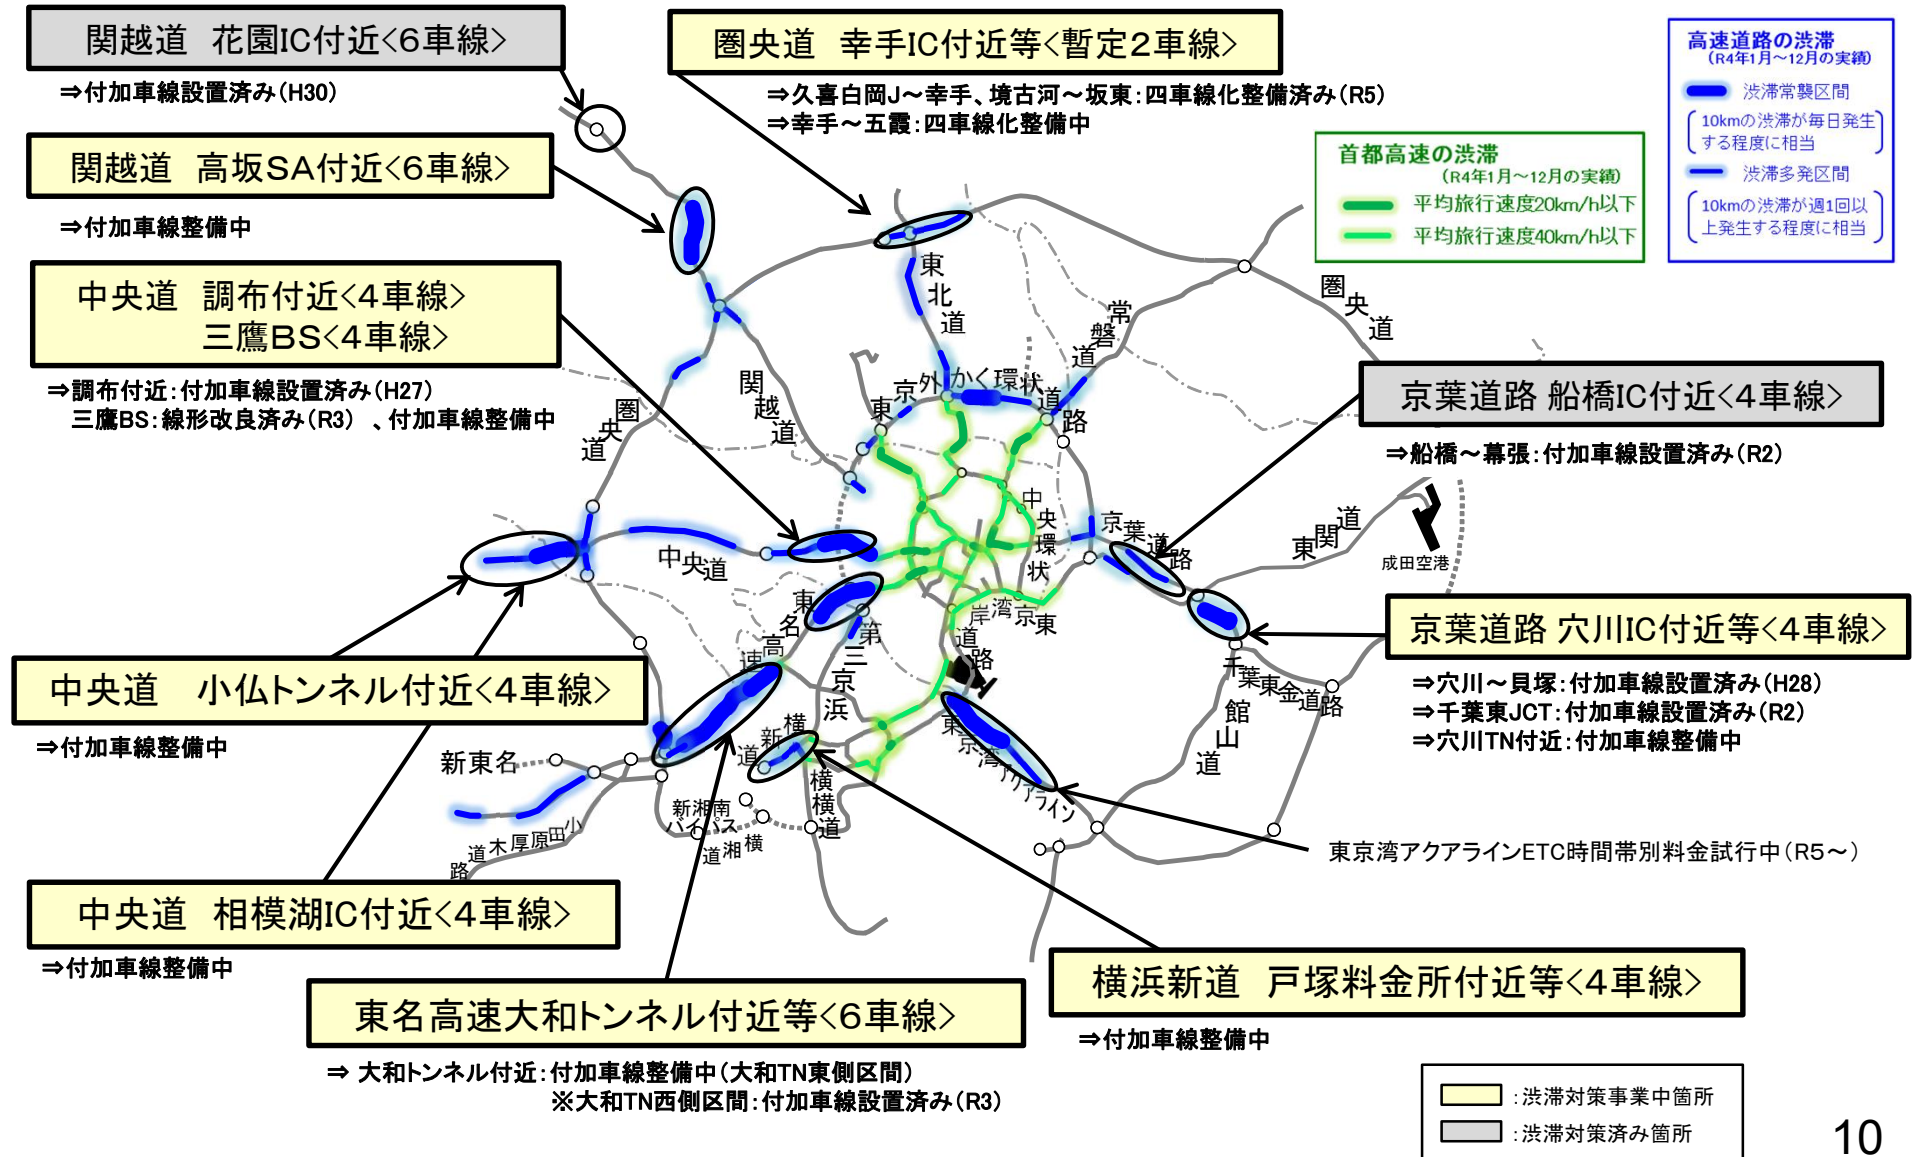 関越道　花園IC付近<6車線>
⇒付加車線設置済み(H30)
圏央道　幸手IC付近等<暫定2車線>
⇒久喜白岡J～幸手、境古河～坂東：四車線化整備済み(R5)
⇒幸手～五霞：四車線化整備中
高速道路の渋滞
(R4年1月～12月の実績)
渋滞常襲区間
10kmの渋滞が毎日発生
する程度に相当
渋滞多発区間
10kmの渋滞が週1回以
上発生する程度に相当
首都高速の渋滞
(R4年1月～12月の実績)
平均旅行速度20km/h以下
平均旅行速度40km/h以下
関越道　高坂SA付近<6車線>
⇒付加車線整備中
中央道　調布付近<4車線>
三鷹BS<4車線>
⇒調布付近：付加車線設置済み(H27)
三鷹BS：線形改良済み(R3)　、付加車線整備中
東北道
常磐道
圏央道
関越道
圏央道
東京外かく環状道路
京葉道路　船橋IC付近<4車線>
⇒船橋～幕張：付加車線設置済み(R2)
中央環状
京葉道路
東関道
成田空港
中央道
東名高速
第三京浜
東京湾岸道路
京葉道路　穴川IC付近等<4車線>
⇒穴川～貝塚：付加車線設置済み(H28)
⇒千葉東JCT：付加車線設置済み(R2)
⇒穴川TN付近：付加車線整備中
千葉東金道路
館山道
中央道　小仏トンネル付近<4車線>
⇒付加車線整備中
新東名
横新道
横横道
新湘南
バイパス
横湘道
小田原厚木道路
東京湾アクアライン
東京湾アクアラインETC時間帯別料金試行中(R5～)
中央道　相模湖IC付近<4車線>
⇒付加車線整備中
東名高速大和トンネル付近等<6車線>
⇒ 大和トンネル付近：付加車線整備中(大和TN東側区間)
※大和TN西側区間：付加車線設置済み(R3)
横浜新道　戸塚料金所付近等<4車線>
⇒付加車線整備中
：渋滞対策事業中箇所
：渋滞対策済み箇所
10